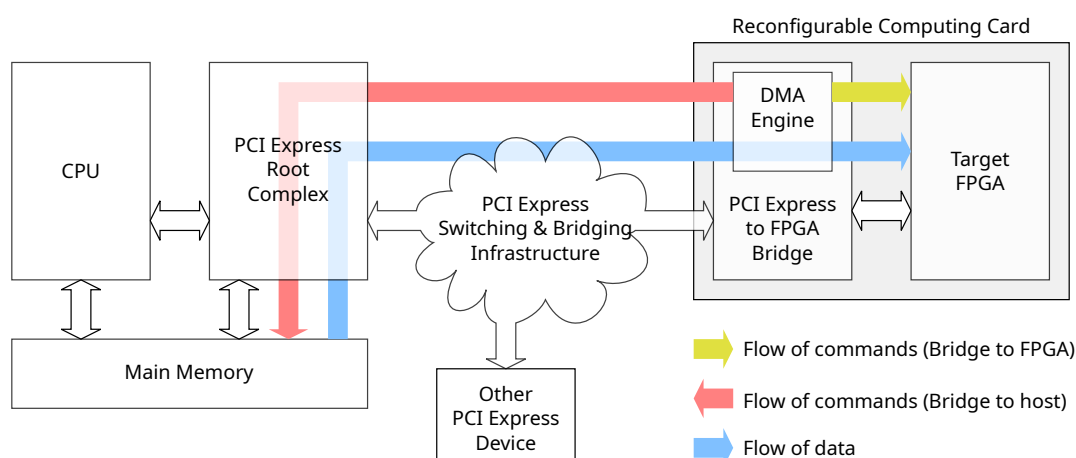 Reconfigurable Computing Card
CPU
PCI Express
Root
Complex
DMA
Engine
Target
FPGA
PCI Express
Switching & Bridging
Infrastructure
PCI Express
to FPGA
Bridge
Main Memory
Other
PCI Express
Device
Flow of commands (Bridge to FPGA)
Flow of commands (Bridge to host)
Flow of data